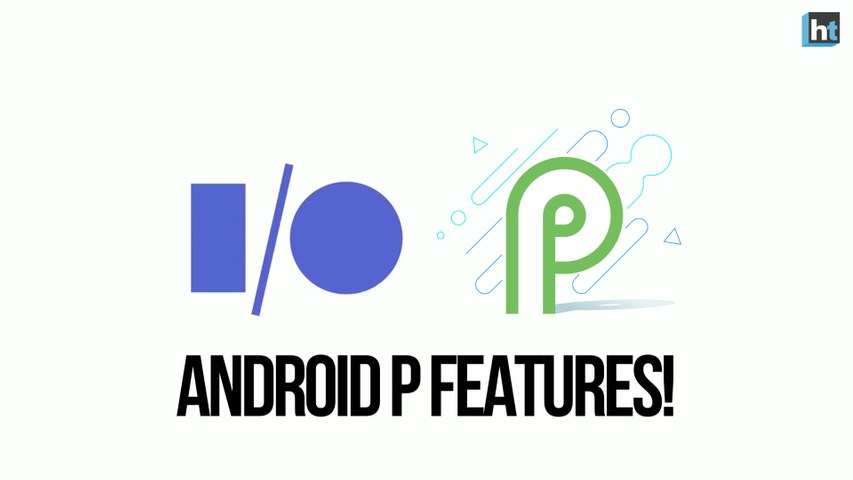 ht
I/O
ANDROID P FEATURES!